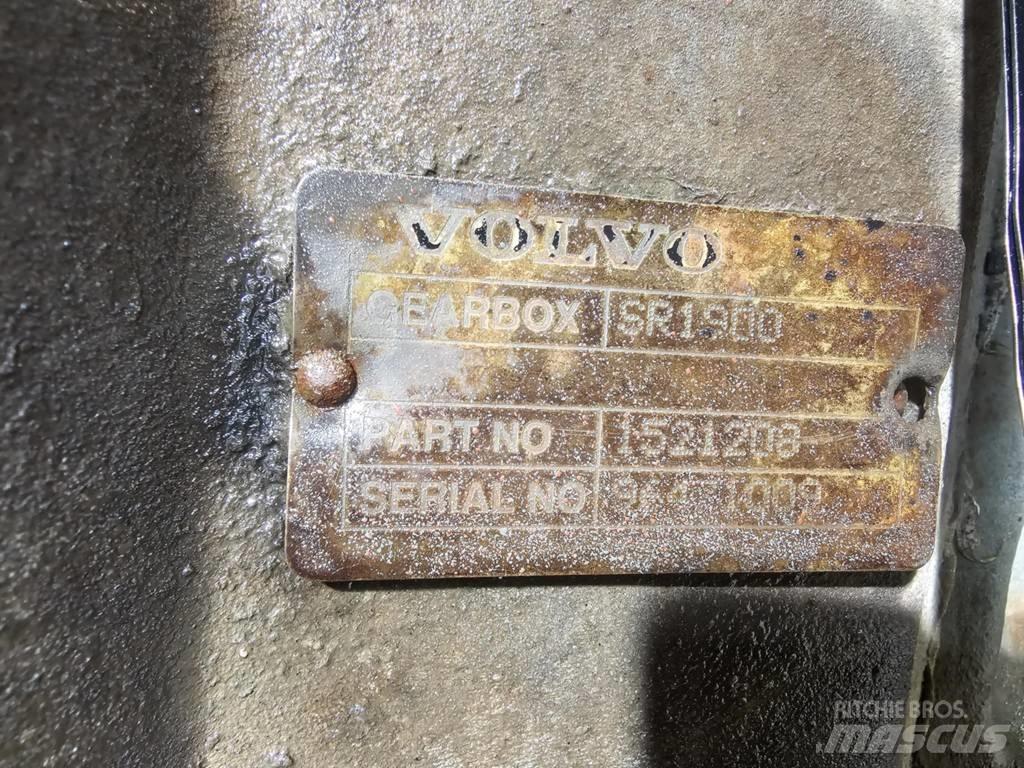 VOLVO
GEARBOX SR1900
PART NO 1521208
SERIAL NO
RITCHIE BROS.
MASCUS